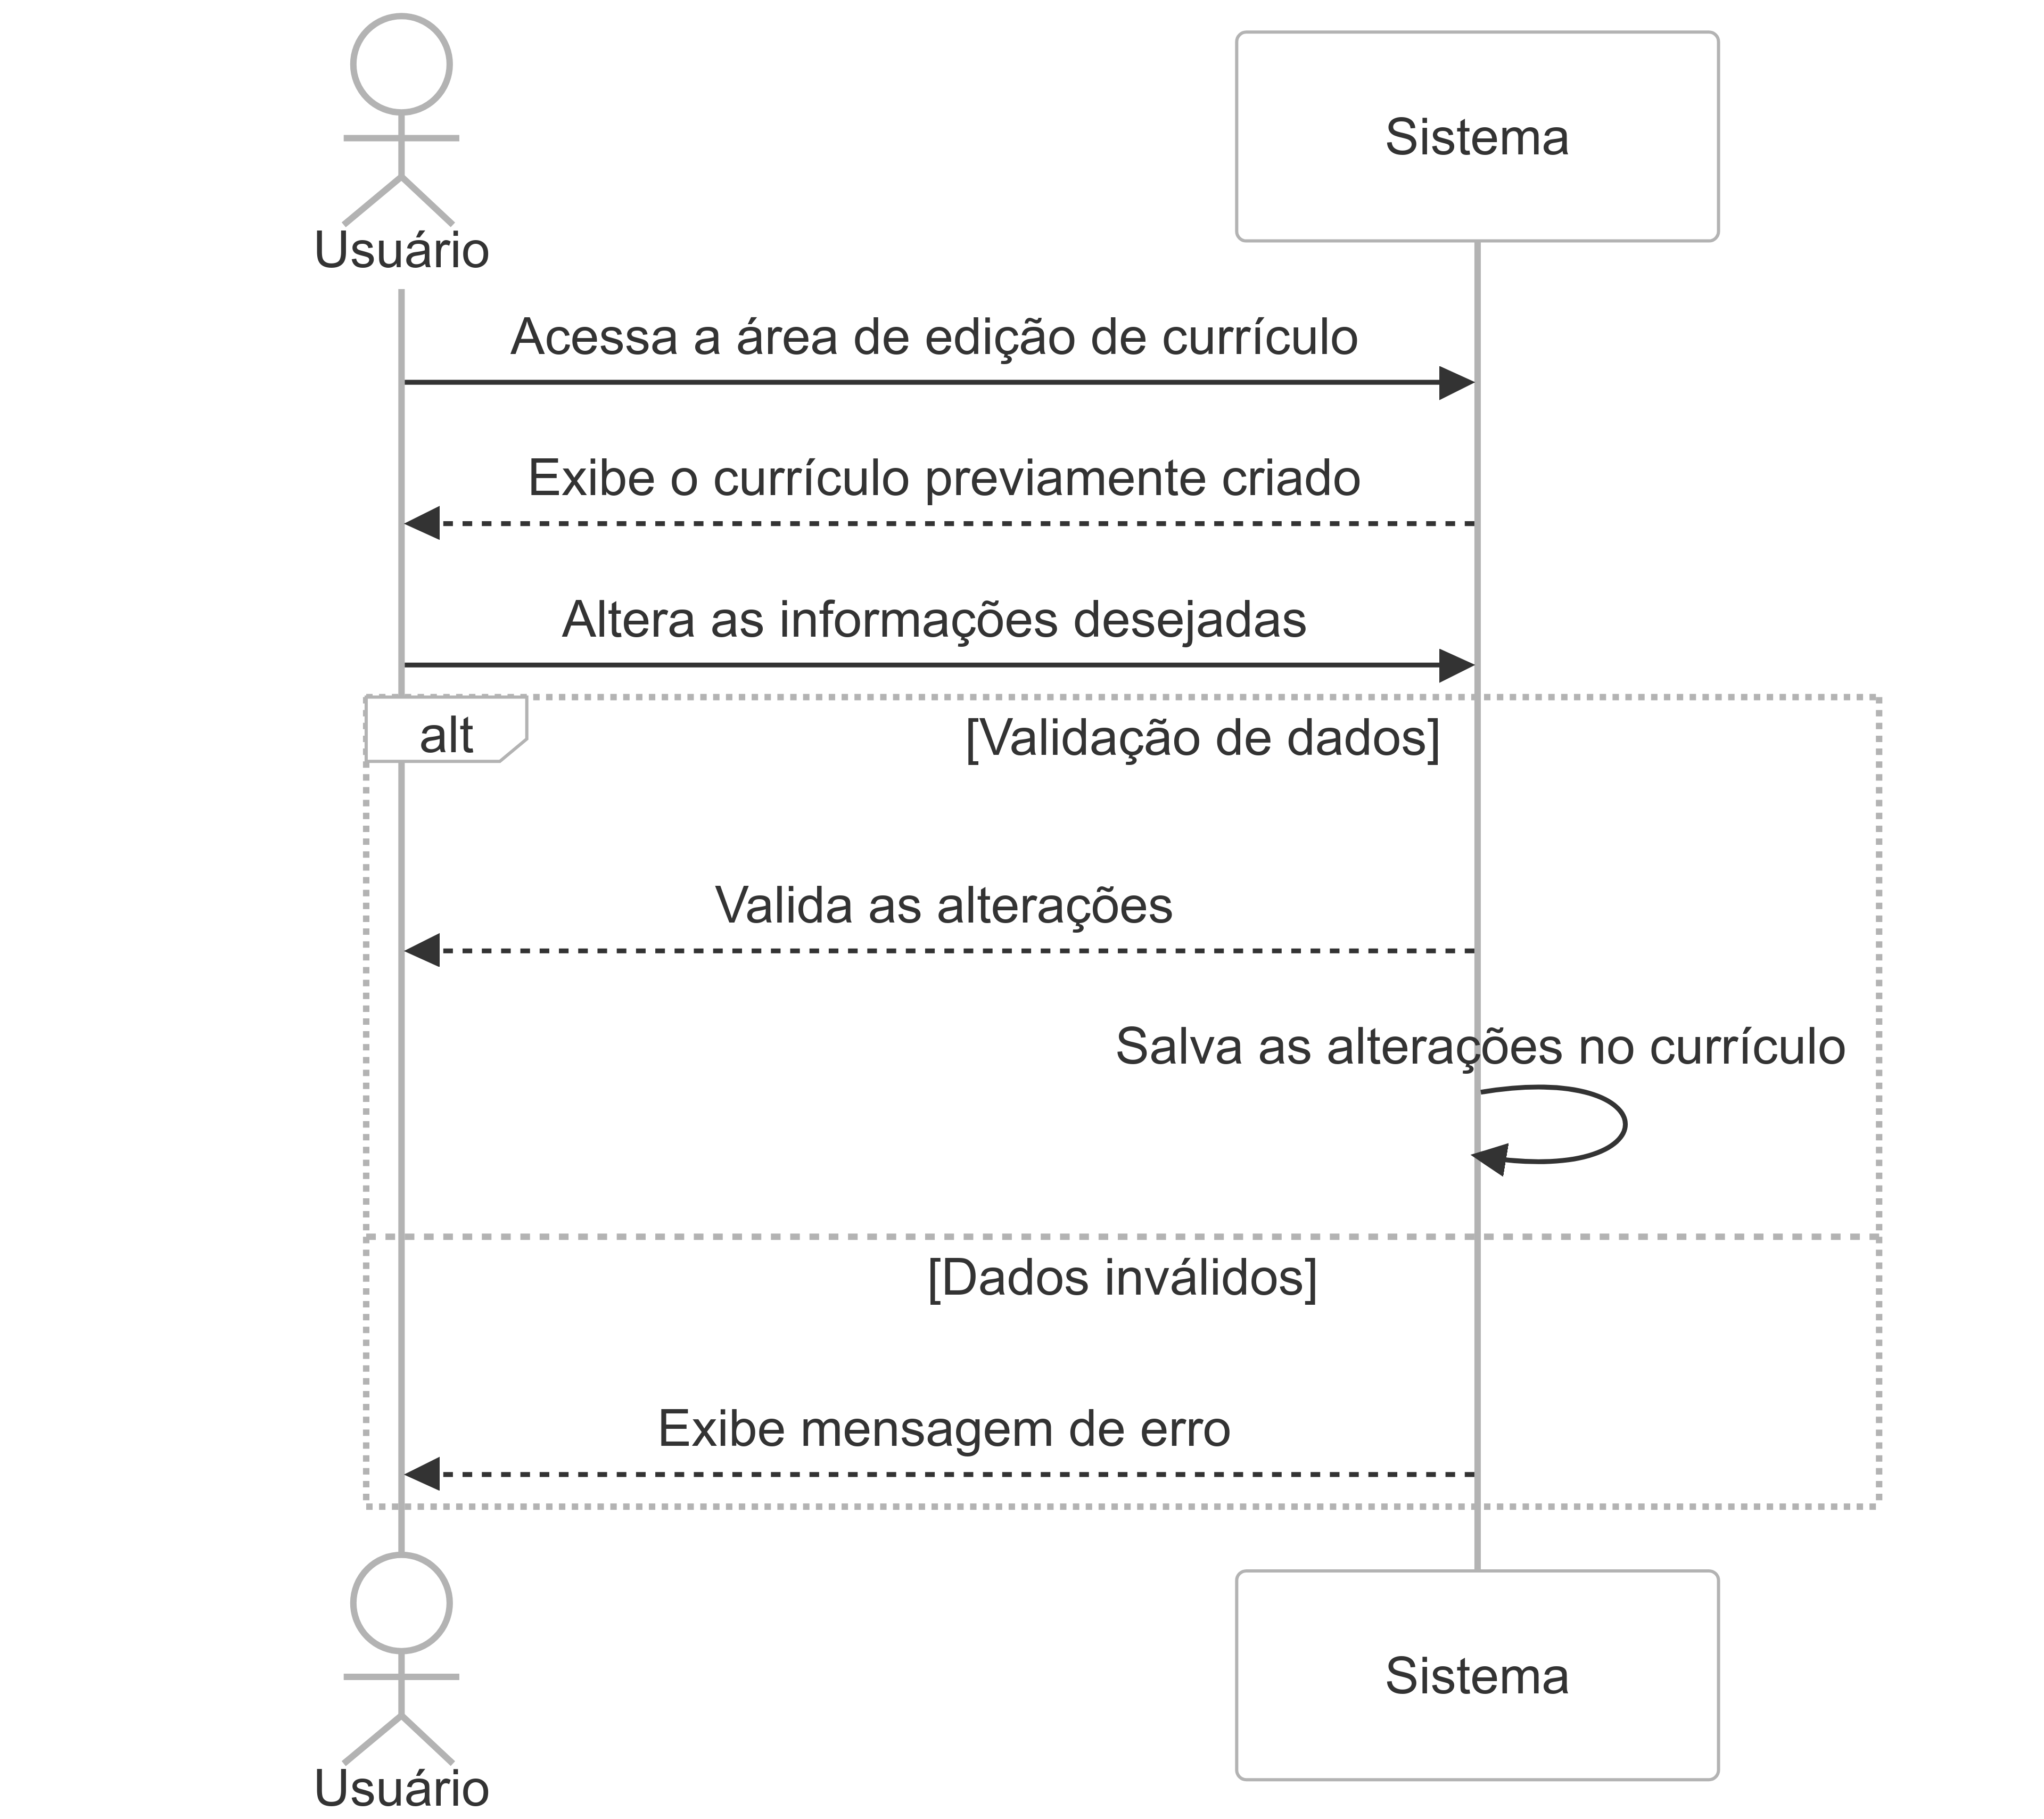 Usuário
Sistema
Acessa a área de edição de currículo
Exibe o currículo previamente criado
Altera as informações desejadas
alt
[Validação de dados]
Valida as alterações
Salva as alterações no currículo
[Dados inválidos]
Exibe mensagem de erro
Usuário
Sistema